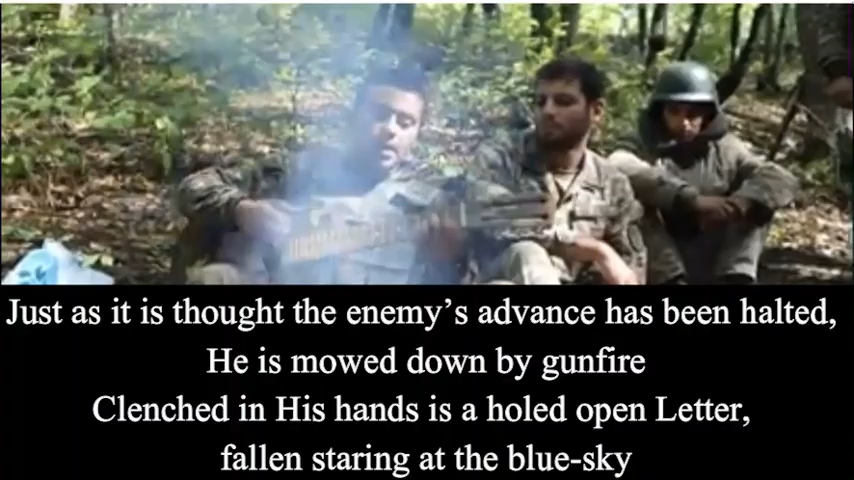 Just as it is thought the enemy’s advance has been halted,
He is mowed down by gunfire
Clenched in His hands is a holed open Letter,
fallen staring at the blue-sky